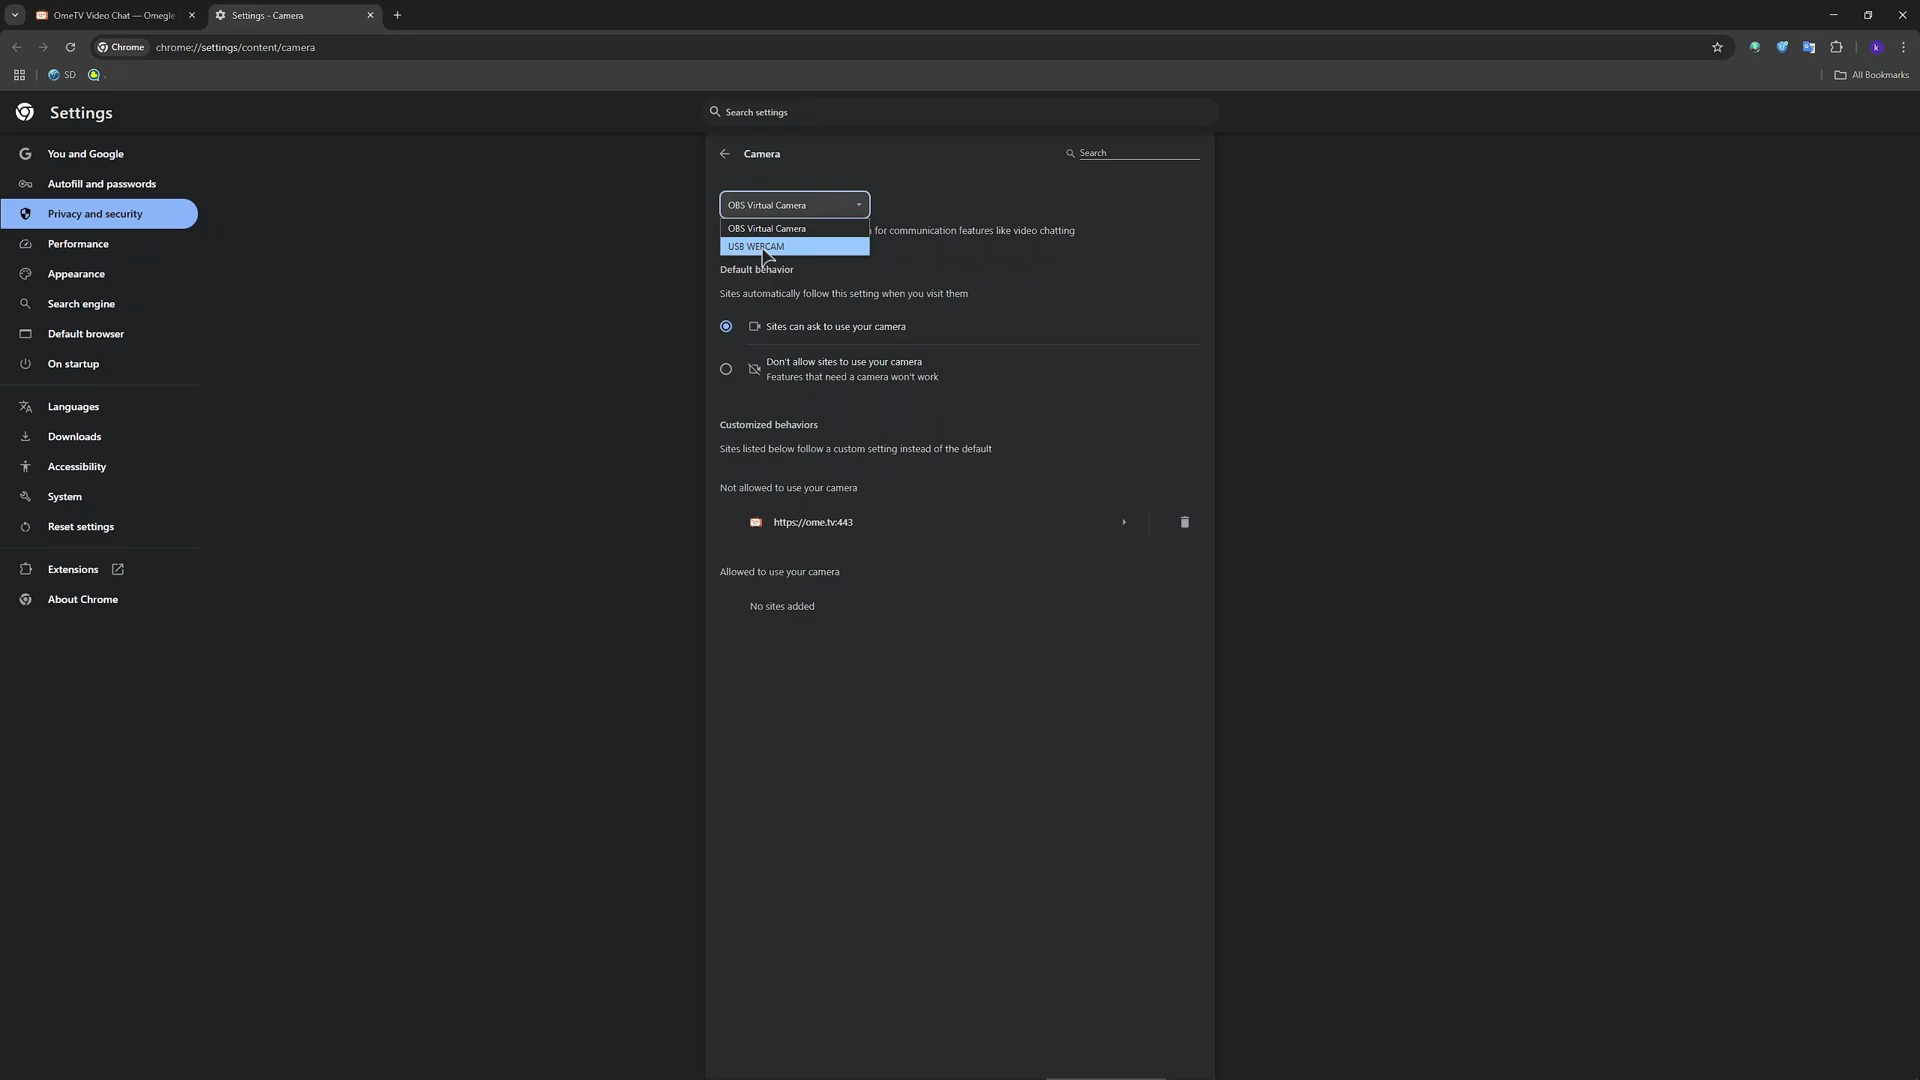 OmeTV Video Chat — Omegle
Settings - Camera
Chrome
chrome://settings/content/camera
k
SD
.
All Bookmarks
Settings
Search settings
You and Google
Autofill and passwords
Privacy and security
Performance
Appearance
Search engine
Default browser
On startup
Languages
Downloads
Accessibility
System
Reset settings
Extensions
About Chrome
Camera
Search
OBS Virtual Camera
OBS Virtual Camera
for communication features like video chatting
USB WEBCAM
Default behavior
Sites automatically follow this setting when you visit them
Sites can ask to use your camera
Don't allow sites to use your camera
Features that need a camera won't work
Customized behaviors
Sites listed below follow a custom setting instead of the default
Not allowed to use your camera
https://ome.tv:443
Allowed to use your camera
No sites added